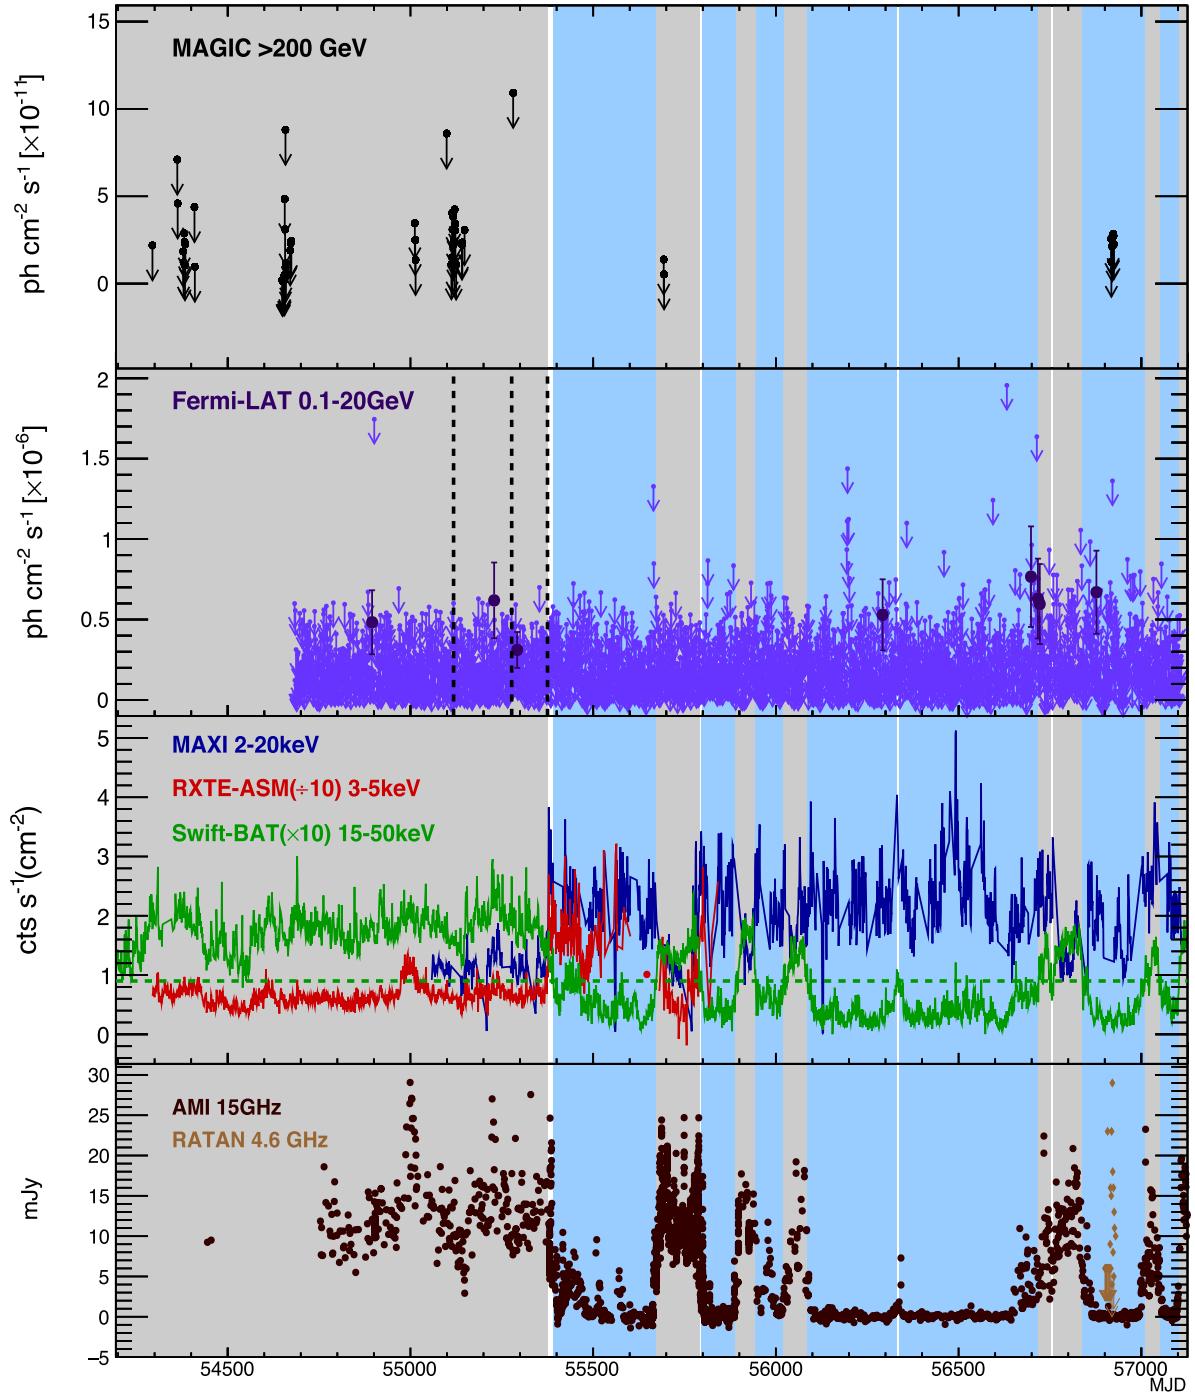 15
MAGIC >200 GeV
10
5
0
ph cm⁻² s⁻¹ [×10⁻¹¹]
2
Fermi-LAT 0.1-20GeV
1.5
1
0.5
0
ph cm⁻² s⁻¹ [×10⁻⁶]
5
MAXI 2-20keV
RXTE-ASM(÷10) 3-5keV
4
Swift-BAT(×10) 15-50keV
3
2
1
0
cts s⁻¹(cm⁻²)
30
AMI 15GHz
25
RATAN 4.6 GHz
20
15
10
5
0
−5
mJy
54500 55000 55500 56000 56500 57000
MJD